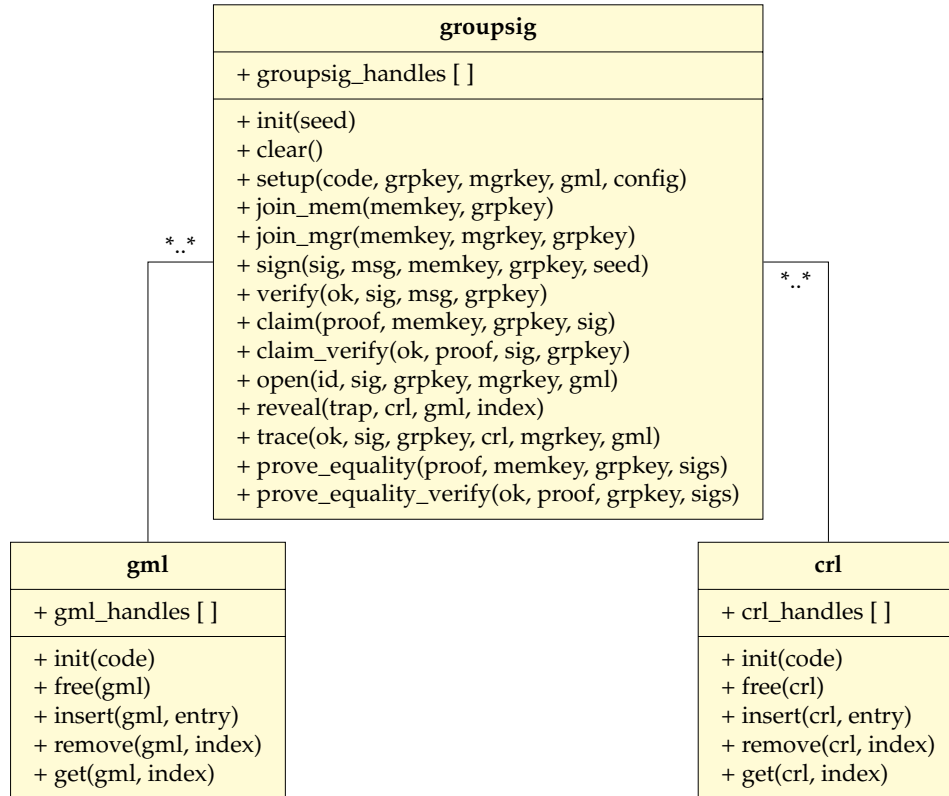 groupsig
+ groupsig_handles [ ]
+ init(seed)
+ clear()
+ setup(code, grpkey, mgrkey, gml, config)
+ join_mem(memkey, grpkey)
+ join_mgr(memkey, mgrkey, grpkey)
+ sign(sig, msg, memkey, grpkey, seed)
+ verify(ok, sig, msg, grpkey)
+ claim(proof, memkey, grpkey, sig)
+ claim_verify(ok, proof, sig, grpkey)
+ open(id, sig, grpkey, mgrkey, gml)
+ reveal(trap, crl, gml, index)
+ trace(ok, sig, grpkey, crl, mgrkey, gml)
+ prove_equality(proof, memkey, grpkey, sigs)
+ prove_equality_verify(ok, proof, grpkey, sigs)
*..*
*..*
gml
+ gml_handles [ ]
+ init(code)
+ free(gml)
+ insert(gml, entry)
+ remove(gml, index)
+ get(gml, index)
crl
+ crl_handles [ ]
+ init(code)
+ free(crl)
+ insert(crl, entry)
+ remove(crl, index)
+ get(crl, index)